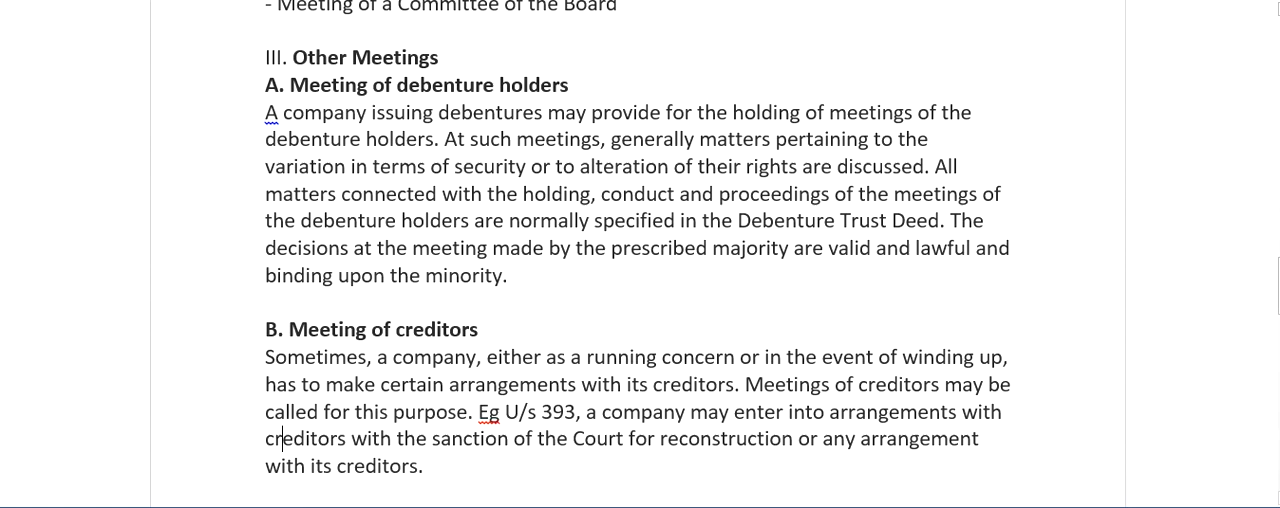 - Meeting of a Committee of the Board
III. Other Meetings
A. Meeting of debenture holders
A company issuing debentures may provide for the holding of meetings of the
debenture holders. At such meetings, generally matters pertaining to the
variation in terms of security or to alteration of their rights are discussed. All
matters connected with the holding, conduct and proceedings of the meetings of
the debenture holders are normally specified in the Debenture Trust Deed. The
decisions at the meeting made by the prescribed majority are valid and lawful and
binding upon the minority.
B. Meeting of creditors
Sometimes, a company, either as a running concern or in the event of winding up,
has to make certain arrangements with its creditors. Meetings of creditors may be
called for this purpose. Eg U/s 393, a company may enter into arrangements with
creditors with the sanction of the Court for reconstruction or any arrangement
with its creditors.